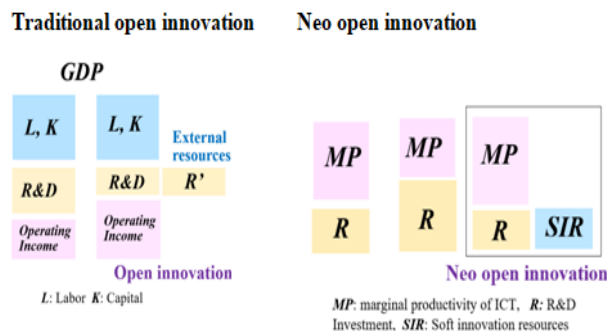 Traditional open innovation
GDP
L, K
L, K
External
resources
R&D
R&D
R’
Operating
Income
Operating
Income
Open innovation
L: Labor K: Capital
Neo open innovation
MP
MP
MP
R
R
R
SIR
Neo open innovation
MP: marginal productivity of ICT, R: R&D
Investment, SIR: Soft innovation resources